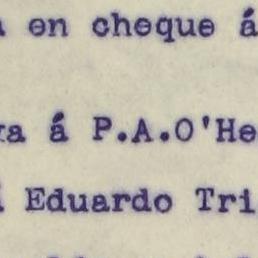 en cheque á
á P.A.O'He
Eduardo Tri